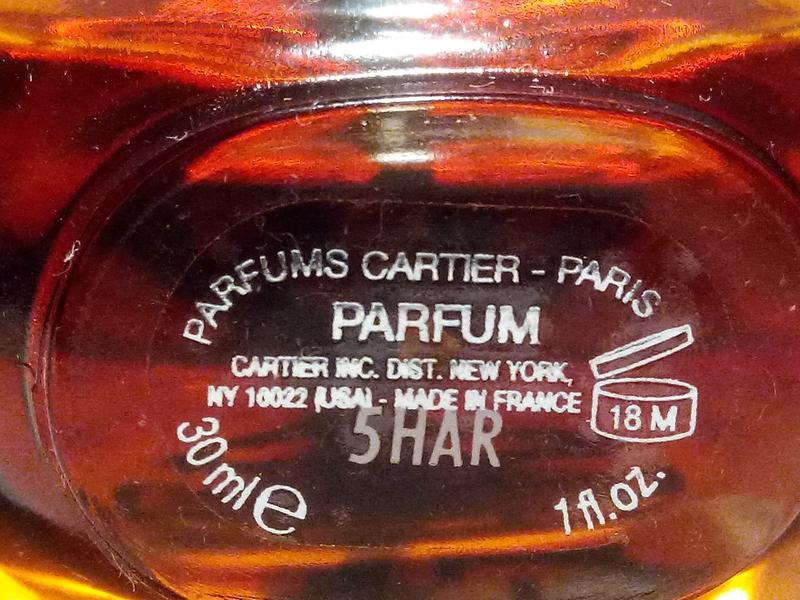 PARFUMS CARTIER - PARIS
PARFUM
CARTIER INC. DIST. NEW YORK,
NY 10022 (USA) - MADE IN FRANCE
18 M
5HAR
30 ml e
1 fl.oz.